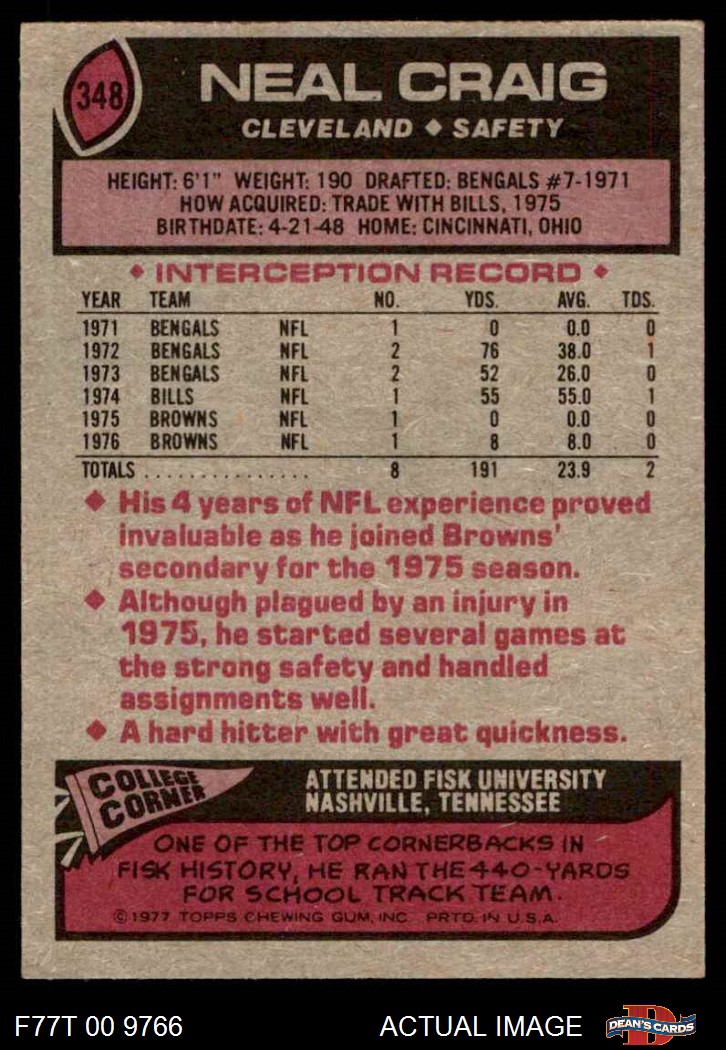 348
NEAL CRAIG
CLEVELAND ◆ SAFETY
HEIGHT: 6'1" WEIGHT: 190 DRAFTED: BENGALS #7-1971
HOW ACQUIRED: TRADE WITH BILLS, 1975
BIRTHDATE: 4-21-48 HOME: CINCINNATI, OHIO
◆ INTERCEPTION RECORD ◆
YEAR TEAM NO. YDS. AVG. TDS.
1971 BENGALS NFL 1 0 0.0 0
1972 BENGALS NFL 2 76 38.0 1
1973 BENGALS NFL 2 52 26.0 0
1974 BILLS NFL 1 55 55.0 1
1975 BROWNS NFL 1 0 0.0 0
1976 BROWNS NFL 1 8 8.0 0
TOTALS ................ 8 191 23.9 2
◆ His 4 years of NFL experience proved
invaluable as he joined Browns'
secondary for the 1975 season.
◆ Although plagued by an injury in
1975, he started several games at
the strong safety and handled
assignments well.
◆ A hard hitter with great quickness.
COLLEGE
CORNER
ATTENDED FISK UNIVERSITY
NASHVILLE, TENNESSEE
ONE OF THE TOP CORNERBACKS IN
FISK HISTORY, HE RAN THE 440-YARDS
FOR SCHOOL TRACK TEAM.
©1977 TOPPS CHEWING GUM, INC. PRTD. IN U.S.A.
F77T 00 9766 ACTUAL IMAGE
D
DEAN'S CARDS